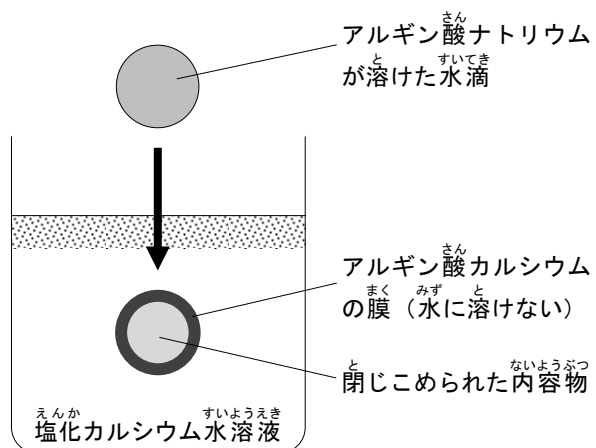 アルギン酸ナトリウム
が溶けた水滴
アルギン酸カルシウム
の膜（水に溶けない）
閉じこめられた内容物
塩化カルシウム水溶液